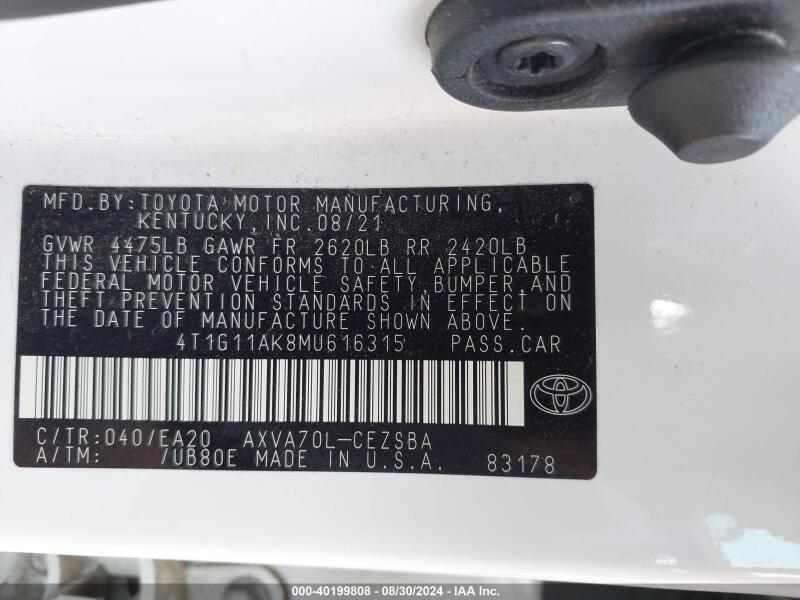 MFD.BY:TOYOTA MOTOR MANUFACTURING,
KENTUCKY,INC.08/21
GVWR 4475LB GAWR FR 2620LB RR 2420LB
THIS VEHICLE CONFORMS TO ALL APPLICABLE
FEDERAL MOTOR VEHICLE SAFETY,BUMPER,AND
THEFT PREVENTION STANDARDS IN EFFECT ON
THE DATE OF MANUFACTURE SHOWN ABOVE.
4T1G11AK8MU616315 PASS.CAR
C/TR:040/EA20 AXVA70L-CEZSBA
A/TM: /UB80E MADE IN U.S.A. 83178
000-40199808 - 08/30/2024 - IAA Inc.